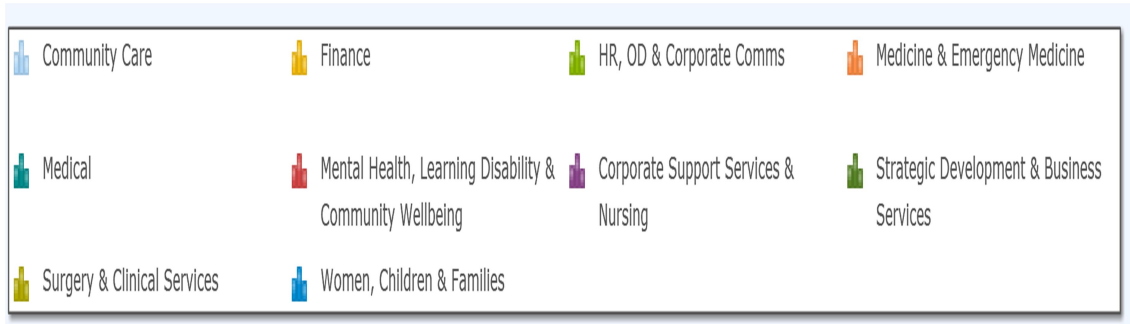 Community Care
Finance
HR, OD & Corporate Comms
Medicine & Emergency Medicine
Medical
Mental Health, Learning Disability &
Community Wellbeing
Corporate Support Services &
Nursing
Strategic Development & Business
Services
Surgery & Clinical Services
Women, Children & Families